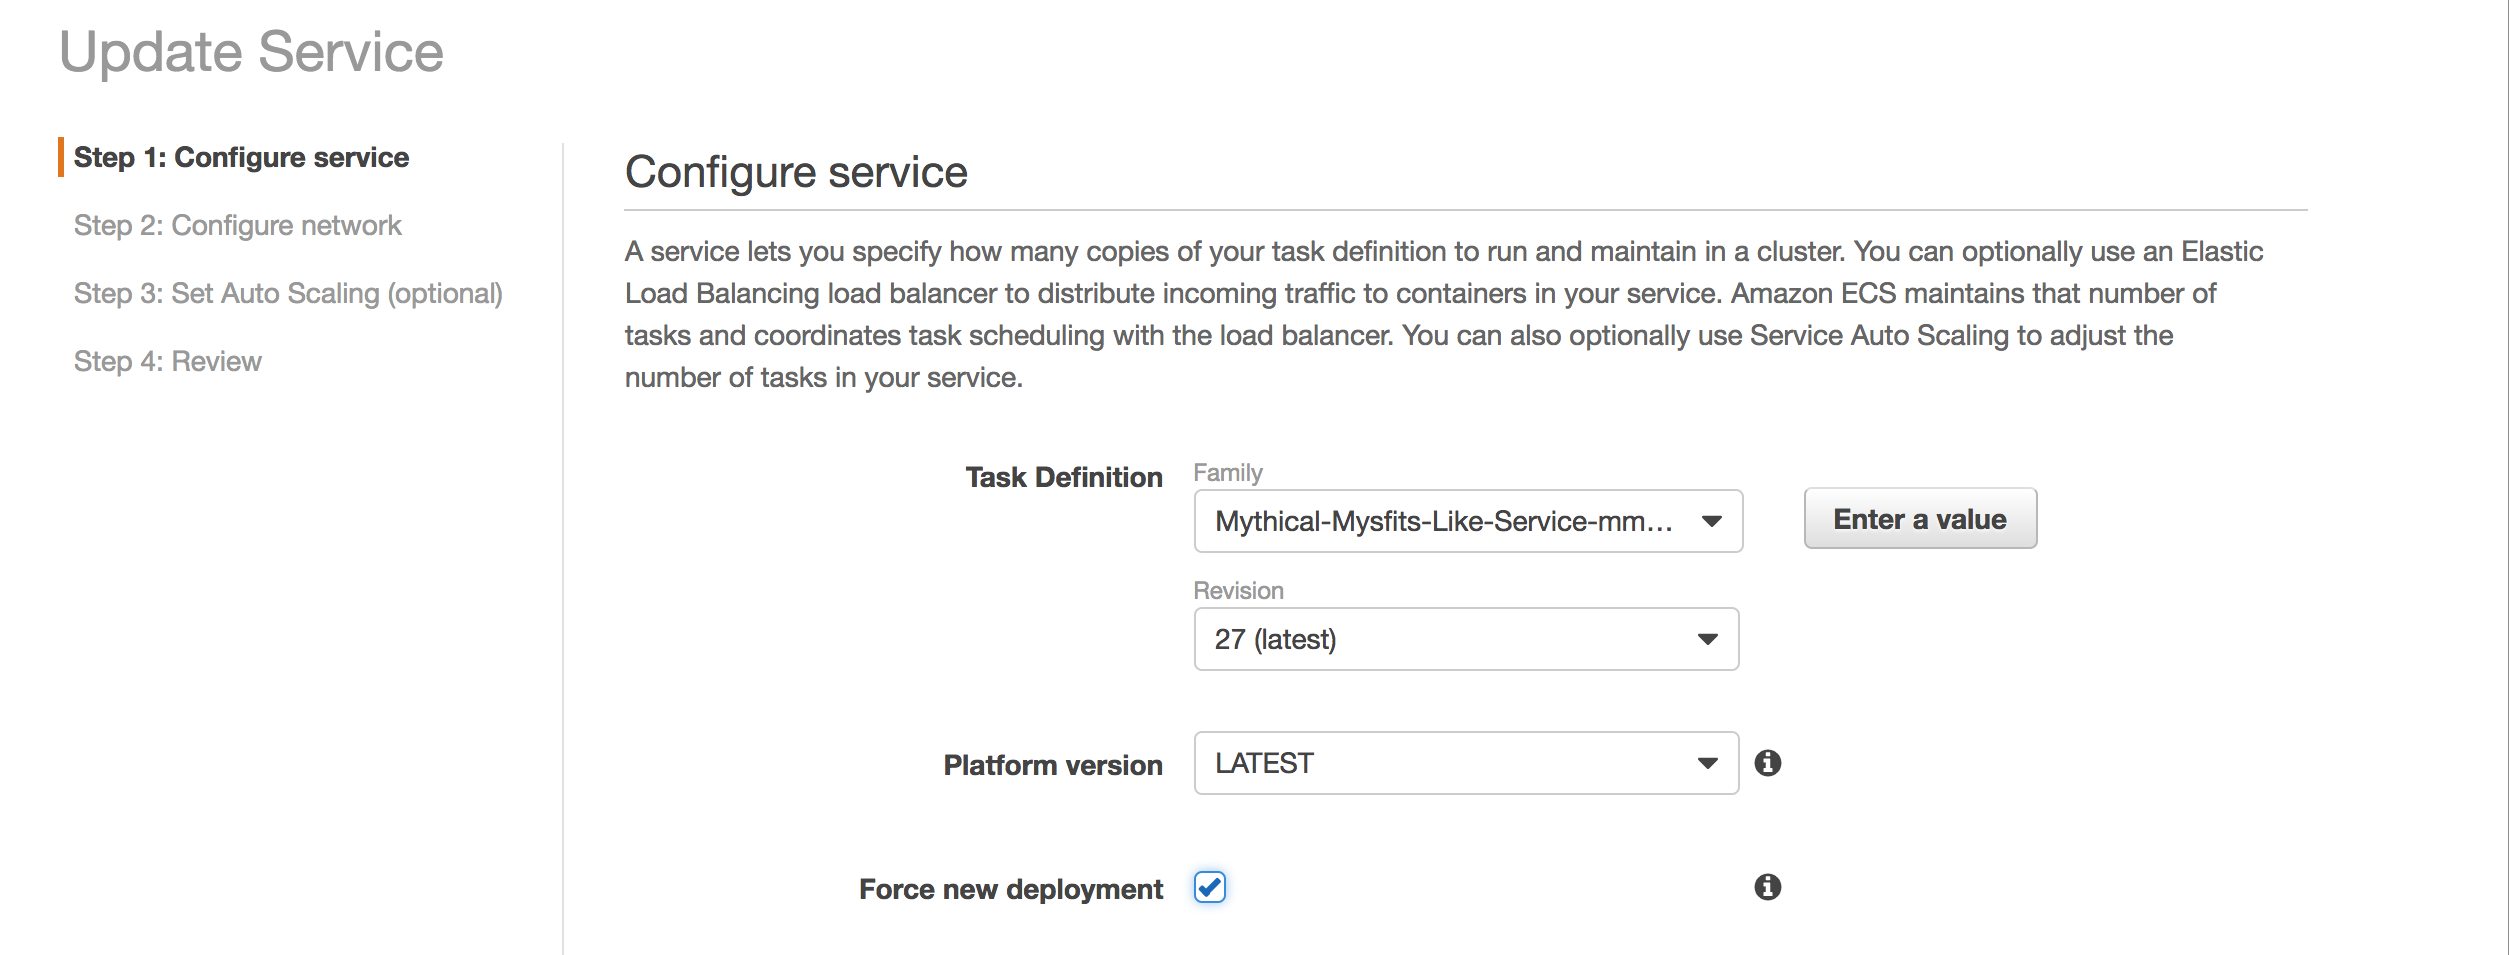 Update Service
Step 1: Configure service
Step 2: Configure network
Step 3: Set Auto Scaling (optional)
Step 4: Review
Configure service
A service lets you specify how many copies of your task definition to run and maintain in a cluster. You can optionally use an Elastic
Load Balancing load balancer to distribute incoming traffic to containers in your service. Amazon ECS maintains that number of
tasks and coordinates task scheduling with the load balancer. You can also optionally use Service Auto Scaling to adjust the
number of tasks in your service.
Task Definition
Family
Mythical-Mysfits-Like-Service-mm...
Enter a value
Revision
27 (latest)
Platform version
LATEST
Force new deployment